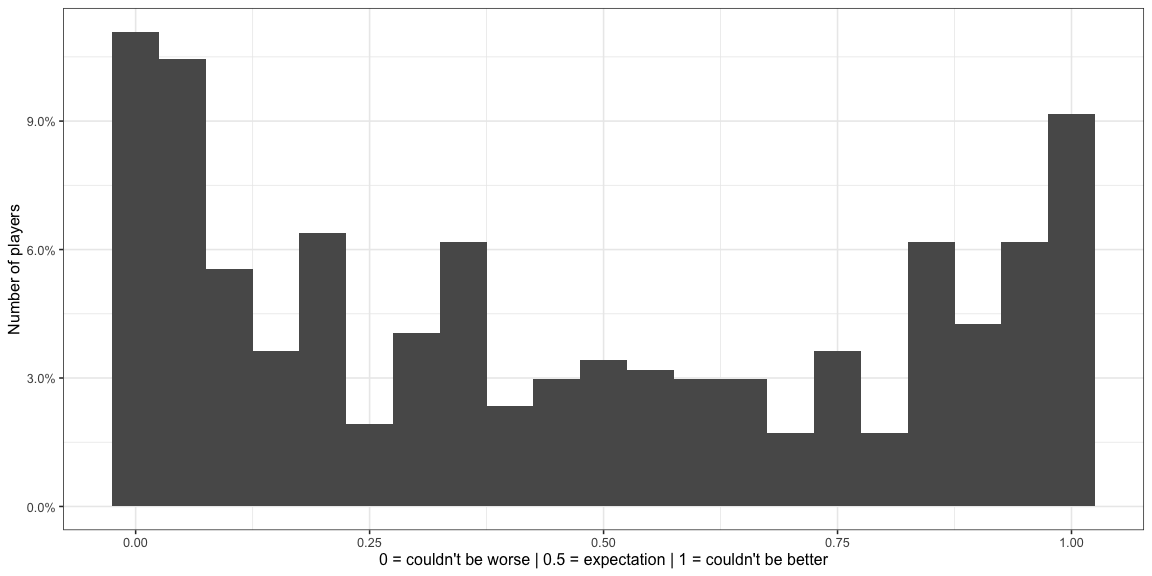 9.0%
6.0%
3.0%
0.0%
Number of players
0.00 0.25 0.50 0.75 1.00
0 = couldn't be worse | 0.5 = expectation | 1 = couldn't be better